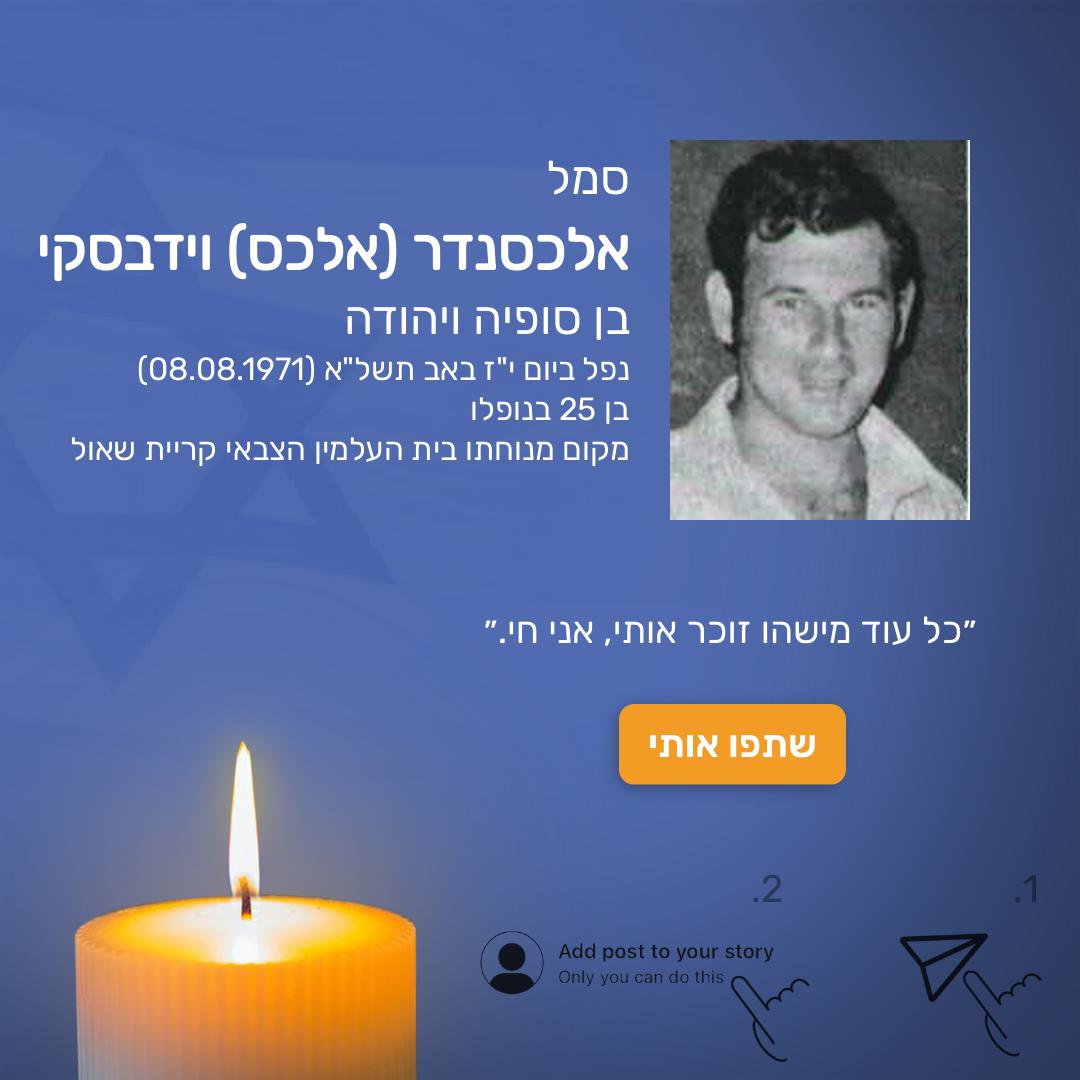 סמל
אלכסנדר (אלכס) וידבסקי
בן סופיה ויהודה
נפל ביום י"ז באב תשל"א (08.08.1971)
בן 25 בנופלו
מקום מנוחתו בית העלמין הצבאי קריית שאול
״כל עוד מישהו זוכר אותי, אני חי.״
שתפו אותי
1.
2.
Add post to your story
Only you can do this